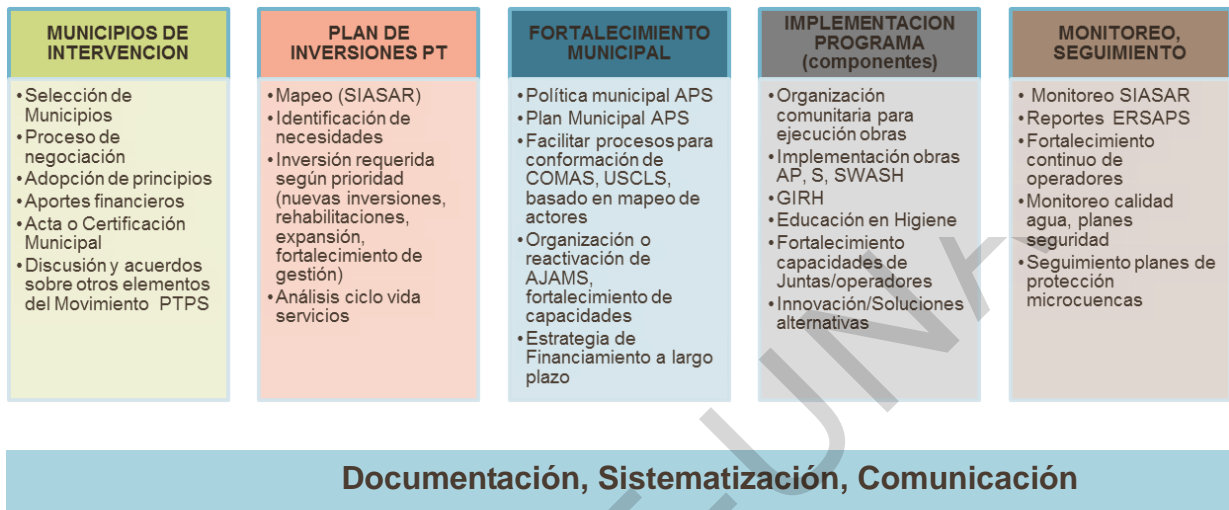 MUNICIPIOS DE
INTERVENCION
•Selección de
Municipios
•Proceso de
negociación
•Adopción de principios
•Aportes financieros
•Acta o Certificación
Municipal
•Discusión y acuerdos
sobre otros elementos
del Movimiento PTPS
PLAN DE
INVERSIONES PT
•Mapeo (SIASAR)
•Identificación de
necesidades
•Inversión requerida
según prioridad
(nuevas inversiones,
rehabilitaciones,
expansión,
fortalecimiento de
gestión)
•Análisis ciclo vida
servicios
FORTALECIMIENTO
MUNICIPAL
•Política municipal APS
•Plan Municipal APS
•Facilitar procesos para
conformación de
COMAS, USCLS,
basado en mapeo de
actores
•Organización o
reactivación de
AJAMS,
fortalecimiento de
capacidades
•Estrategia de
Financiamiento a largo
plazo
IMPLEMENTACION
PROGRAMA
(componentes)
•Organización
comunitaria para
ejecución obras
•Implementación obras
AP, S, SWASH
•GIRH
•Educación en Higiene
•Fortalecimiento
capacidades de
Juntas/operadores
•Innovación/Soluciones
alternativas
MONITOREO,
SEGUIMIENTO
• Monitoreo SIASAR
•Reportes ERSAPS
•Fortalecimiento
continuo de
operadores
•Monitoreo calidad
agua, planes
seguridad
•Seguimiento planes de
protección
microcuencas
Documentación, Sistematización, Comunicación